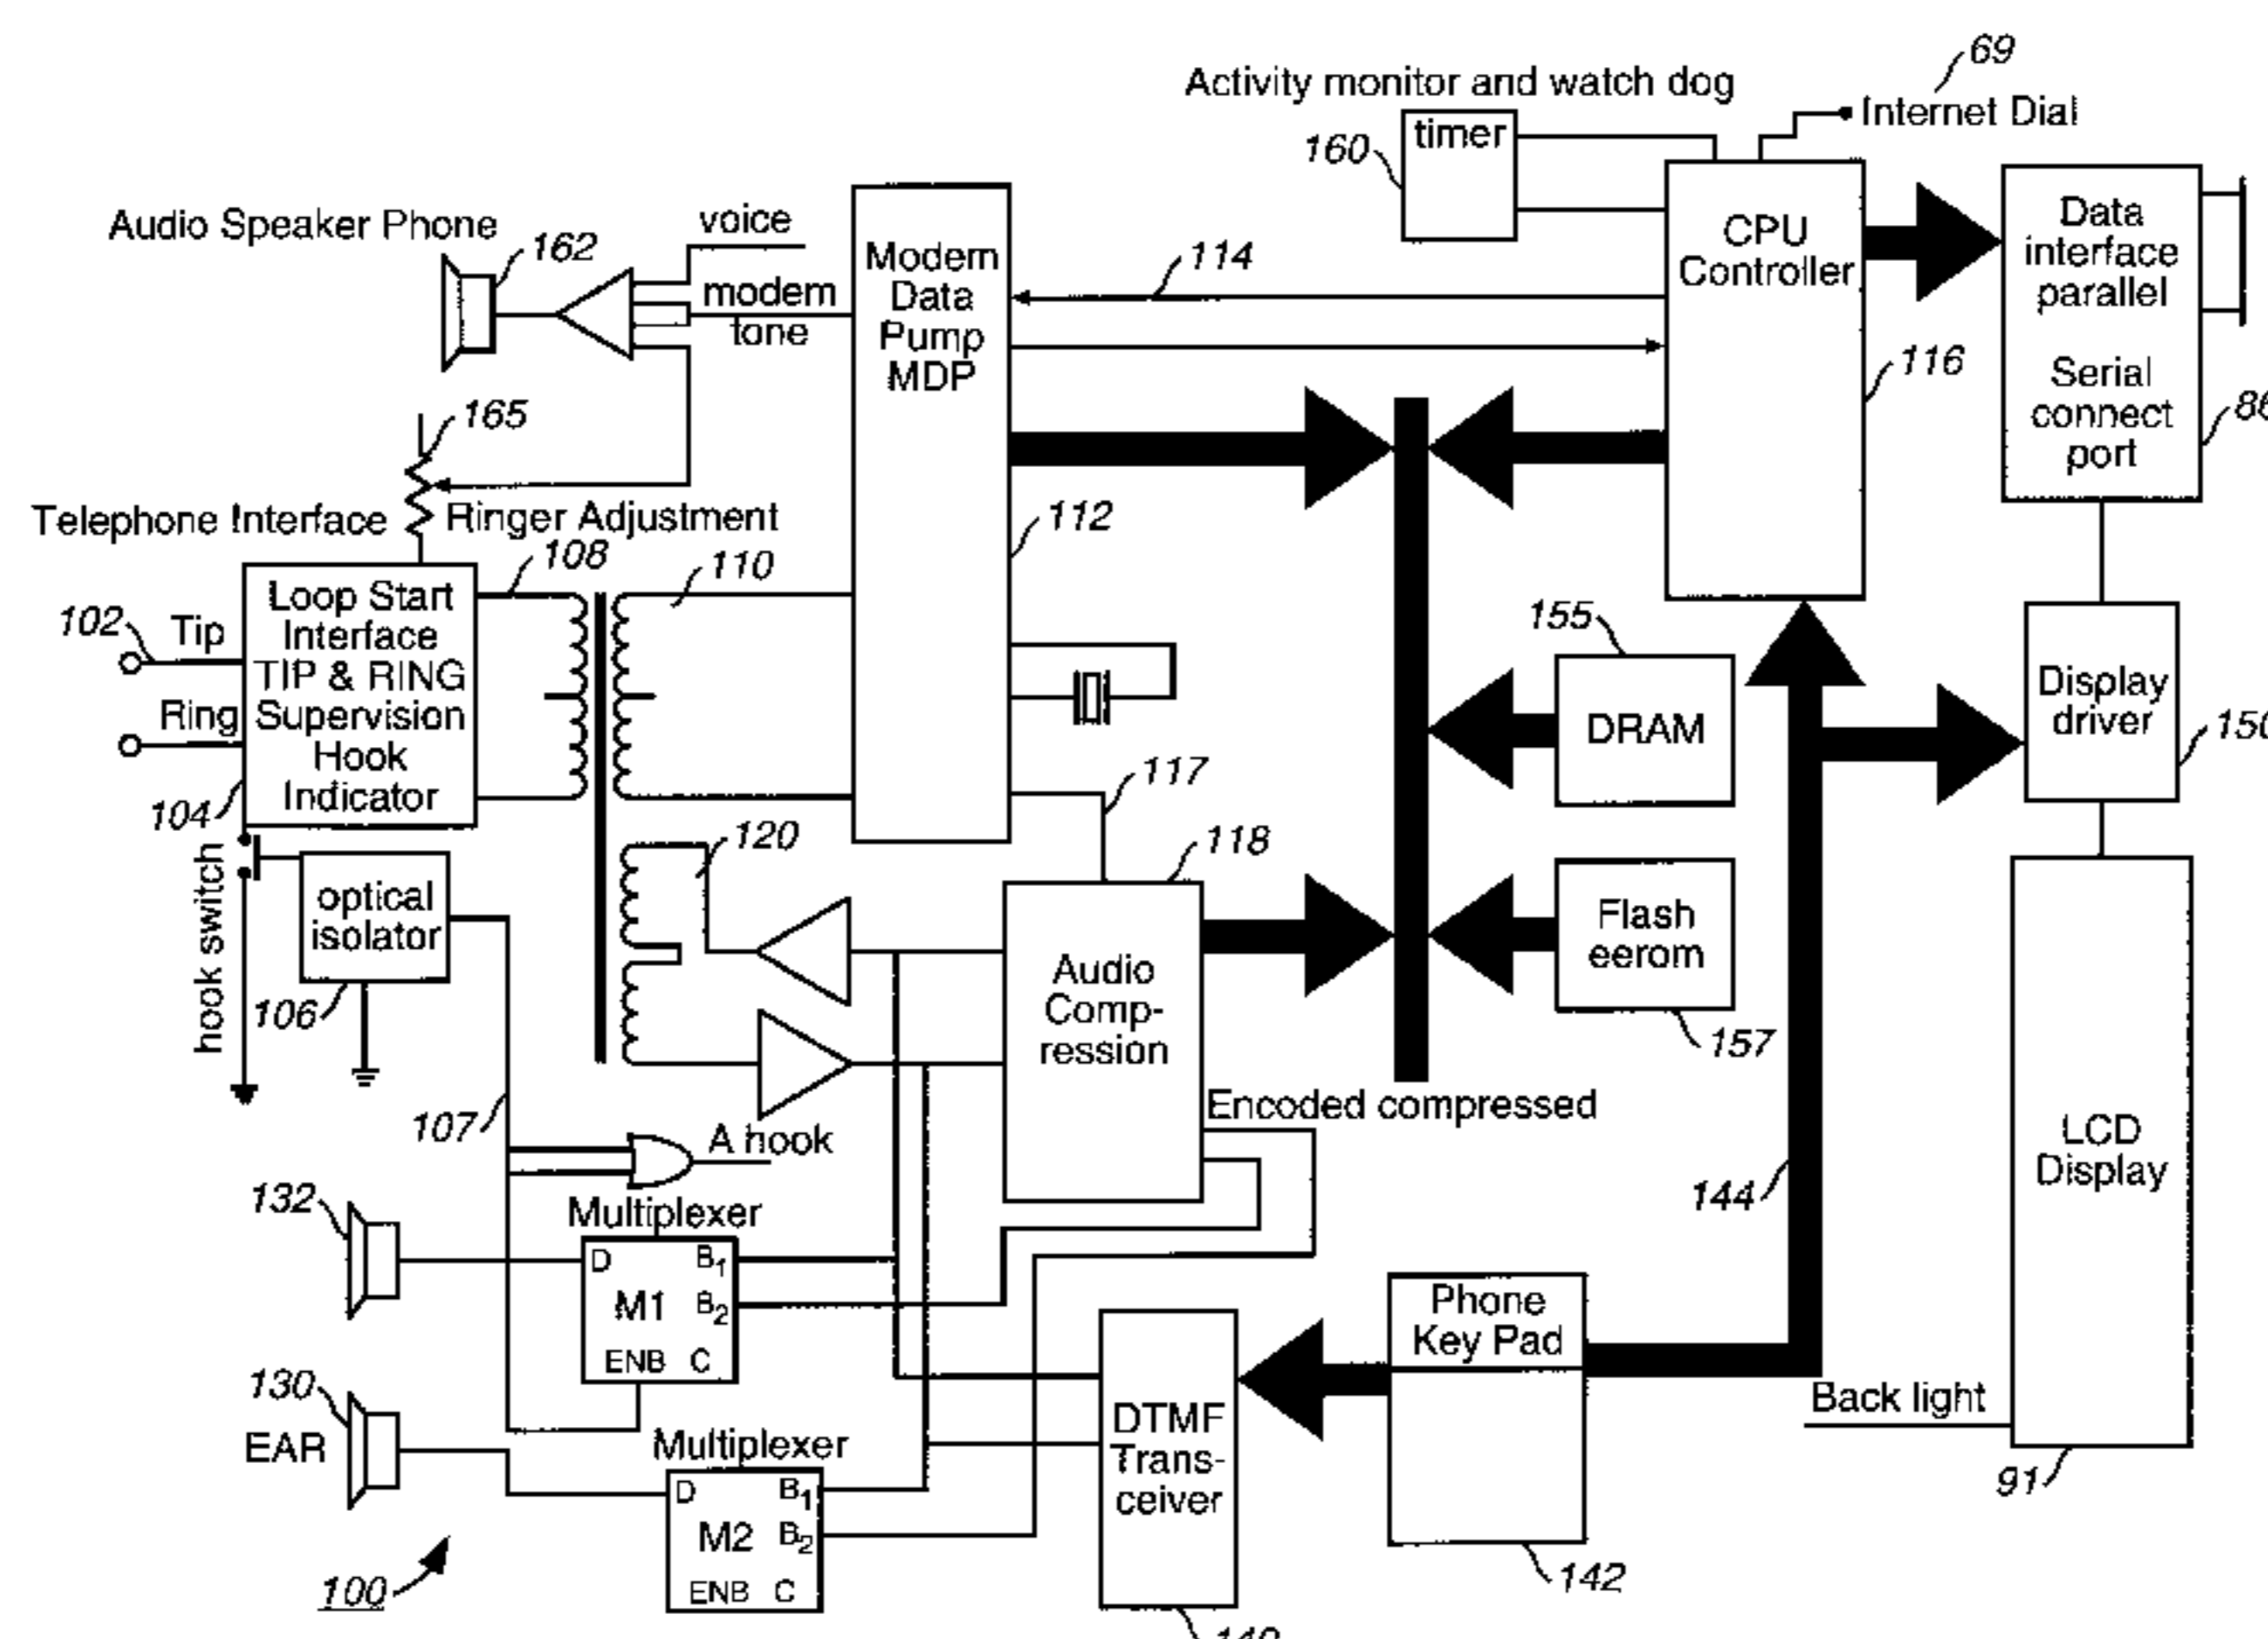 69
Activity monitor and watch dog
Internet Dial
timer
160
Audio Speaker Phone
162
voice
modem
tone
Modem
Data
Pump
MDP
114
CPU
Controller
116
Data
interface
parallel
Serial
connect
port
165
Telephone Interface
Ringer Adjustment
108
110
112
102
Tip
Ring
Loop Start
Interface
TIP & RING
Supervision
Hook
Indicator
104
155
DRAM
Display
driver
117
120
118
hook switch
optical
isolator
106
Audio
Comp-
ression
Flash
eerom
157
Encoded compressed
107
A hook
LCD
Display
144
132
Multiplexer
D B1
M1 B2
ENB C
Phone
Key Pad
130
EAR
Multiplexer
D B1
M2 B2
ENB C
DTMF
Trans-
ceiver
Back light
91
142
100